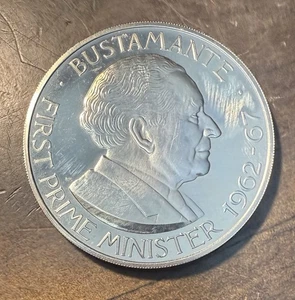 · BUSTAMANTE ·
FIRST PRIME MINISTER 1962-67